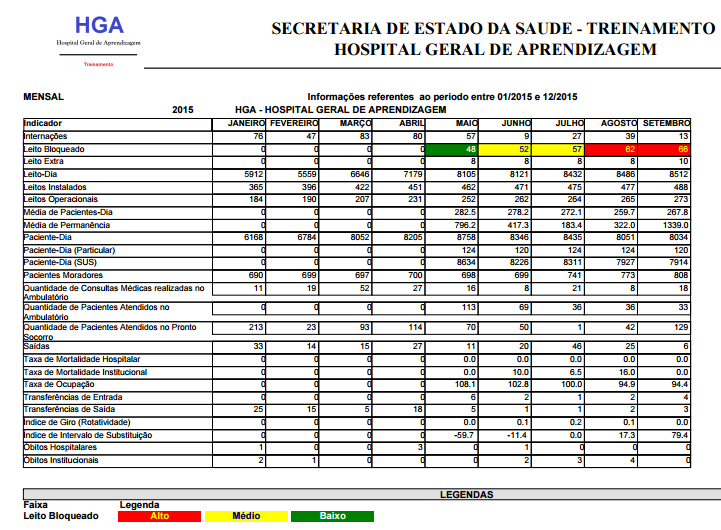 HGA
Hospital Geral de Aprendizagem
Treinamento
SECRETARIA DE ESTADO DA SAUDE - TREINAMENTO
HOSPITAL GERAL DE APRENDIZAGEM
MENSAL Informações referentes ao periodo entre 01/2015 e 12/2015
2015 HGA - HOSPITAL GERAL DE APRENDIZAGEM
Indicador JANEIRO FEVEREIRO MARÇO ABRIL MAIO JUNHO JULHO AGOSTO SETEMBRO
Internações 76 47 83 80 57 9 27 39 13
Leito Bloqueado 0 0 0 0 48 52 57 62 66
Leito Extra 0 0 0 0 8 8 8 8 10
Leito-Dia 5912 5559 6646 7179 8105 8121 8432 8486 8512
Leitos Instalados 365 396 422 451 462 471 475 477 488
Leitos Operacionais 184 190 207 231 252 262 264 265 273
Média de Pacientes-Dia 0 0 0 0 282.5 278.2 272.1 259.7 267.8
Média de Permanência 0 0 0 0 796.2 417.3 183.4 322.0 1339.0
Paciente-Dia 6168 6784 8052 8205 8758 8346 8435 8051 8034
Paciente-Dia (Particular) 0 0 0 0 124 120 124 124 120
Paciente-Dia (SUS) 0 0 0 0 8634 8226 8311 7927 7914
Pacientes Moradores 690 699 697 700 698 699 741 773 808
Quantidade de Consultas Médicas realizadas no 11 19 52 27 16 8 21 8 18
Ambulatório
Quantidade de Pacientes Atendidos no 0 0 0 0 113 69 36 36 33
Ambulatório
Quantidade de Pacientes Atendidos no Pronto 213 23 93 114 70 50 1 42 129
Socorro
Saídas 33 14 15 27 11 20 46 25 6
Taxa de Mortalidade Hospitalar 0 0 0 0 0.0 0.0 0.0 0.0 0.0
Taxa de Mortalidade Institucional 0 0 0 0 0.0 10.0 6.5 16.0 0.0
Taxa de Ocupação 0 0 0 0 108.1 102.8 100.0 94.9 94.4
Transferências de Entrada 0 0 0 0 6 2 1 2 4
Transferências de Saída 25 15 5 18 5 1 1 2 3
Índice de Giro (Rotatividade) 0 0 0 0 0.0 0.1 0.2 0.1 0.0
Índice de Intervalo de Substituição 0 0 0 0 -59.7 -11.4 0.0 17.3 79.4
Óbitos Hospitalares 1 0 0 3 0 1 0 0 0
Óbitos Institucionais 2 1 0 0 0 2 3 4 0
LEGENDAS
Faixa Legenda
Leito Bloqueado Alto Médio Baixo